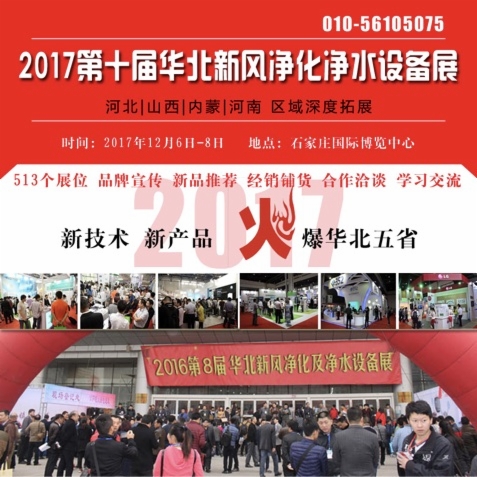 010-56105075
2017第十届华北新风净化净水设备展
河北|山西|内蒙|河南 区域深度拓展
时间：2017年12月6日-8日 地点：石家庄国际博览中心
513个展位 品牌宣传 新品推荐 经销铺货 合作洽谈 学习交流
2017
新技术 新产品 火 爆华北五省
2016第8届 华北新风净化及净水设备展